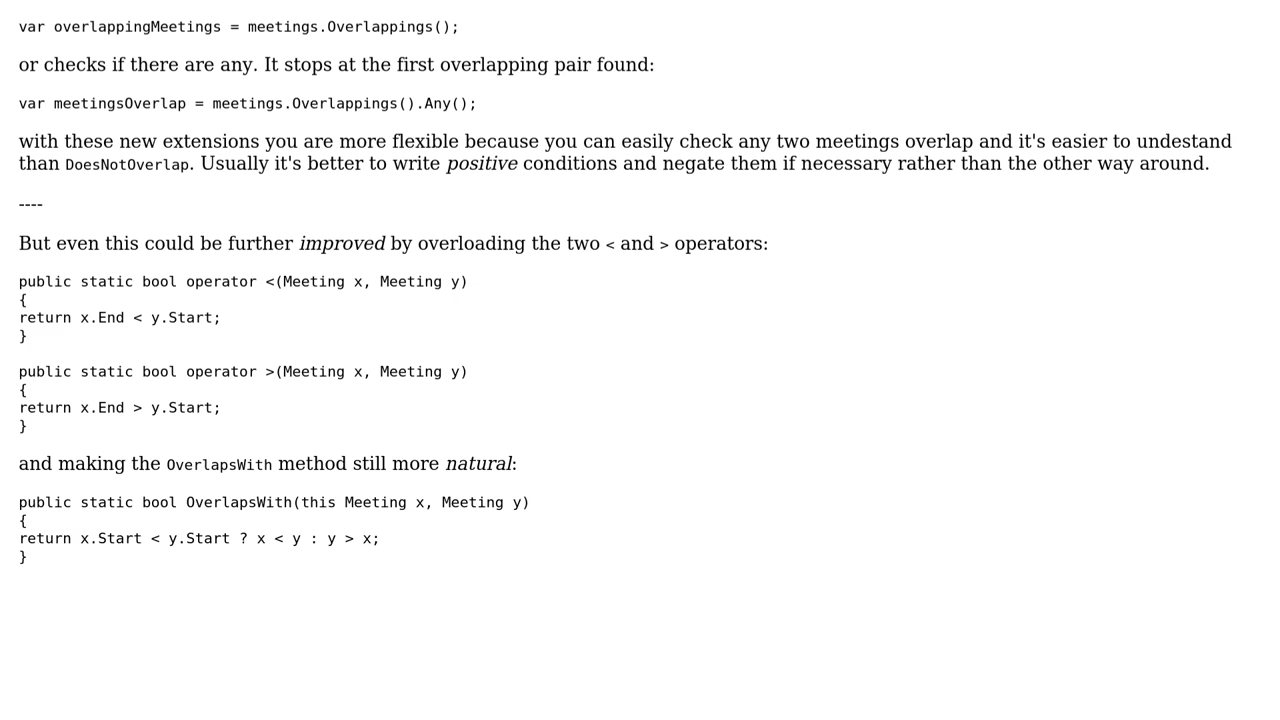 var overlappingMeetings = meetings.Overlappings();
or checks if there are any. It stops at the first overlapping pair found:
var meetingsOverlap = meetings.Overlappings().Any();
with these new extensions you are more flexible because you can easily check any two meetings overlap and it's easier to undestand
than DoesNotOverlap. Usually it's better to write positive conditions and negate them if necessary rather than the other way around.
----
But even this could be further improved by overloading the two < and > operators:
public static bool operator <(Meeting x, Meeting y)
{
return x.End < y.Start;
}
public static bool operator >(Meeting x, Meeting y)
{
return x.End > y.Start;
}
and making the OverlapsWith method still more natural:
public static bool OverlapsWith(this Meeting x, Meeting y)
{
return x.Start < y.Start ? x < y : y > x;
}